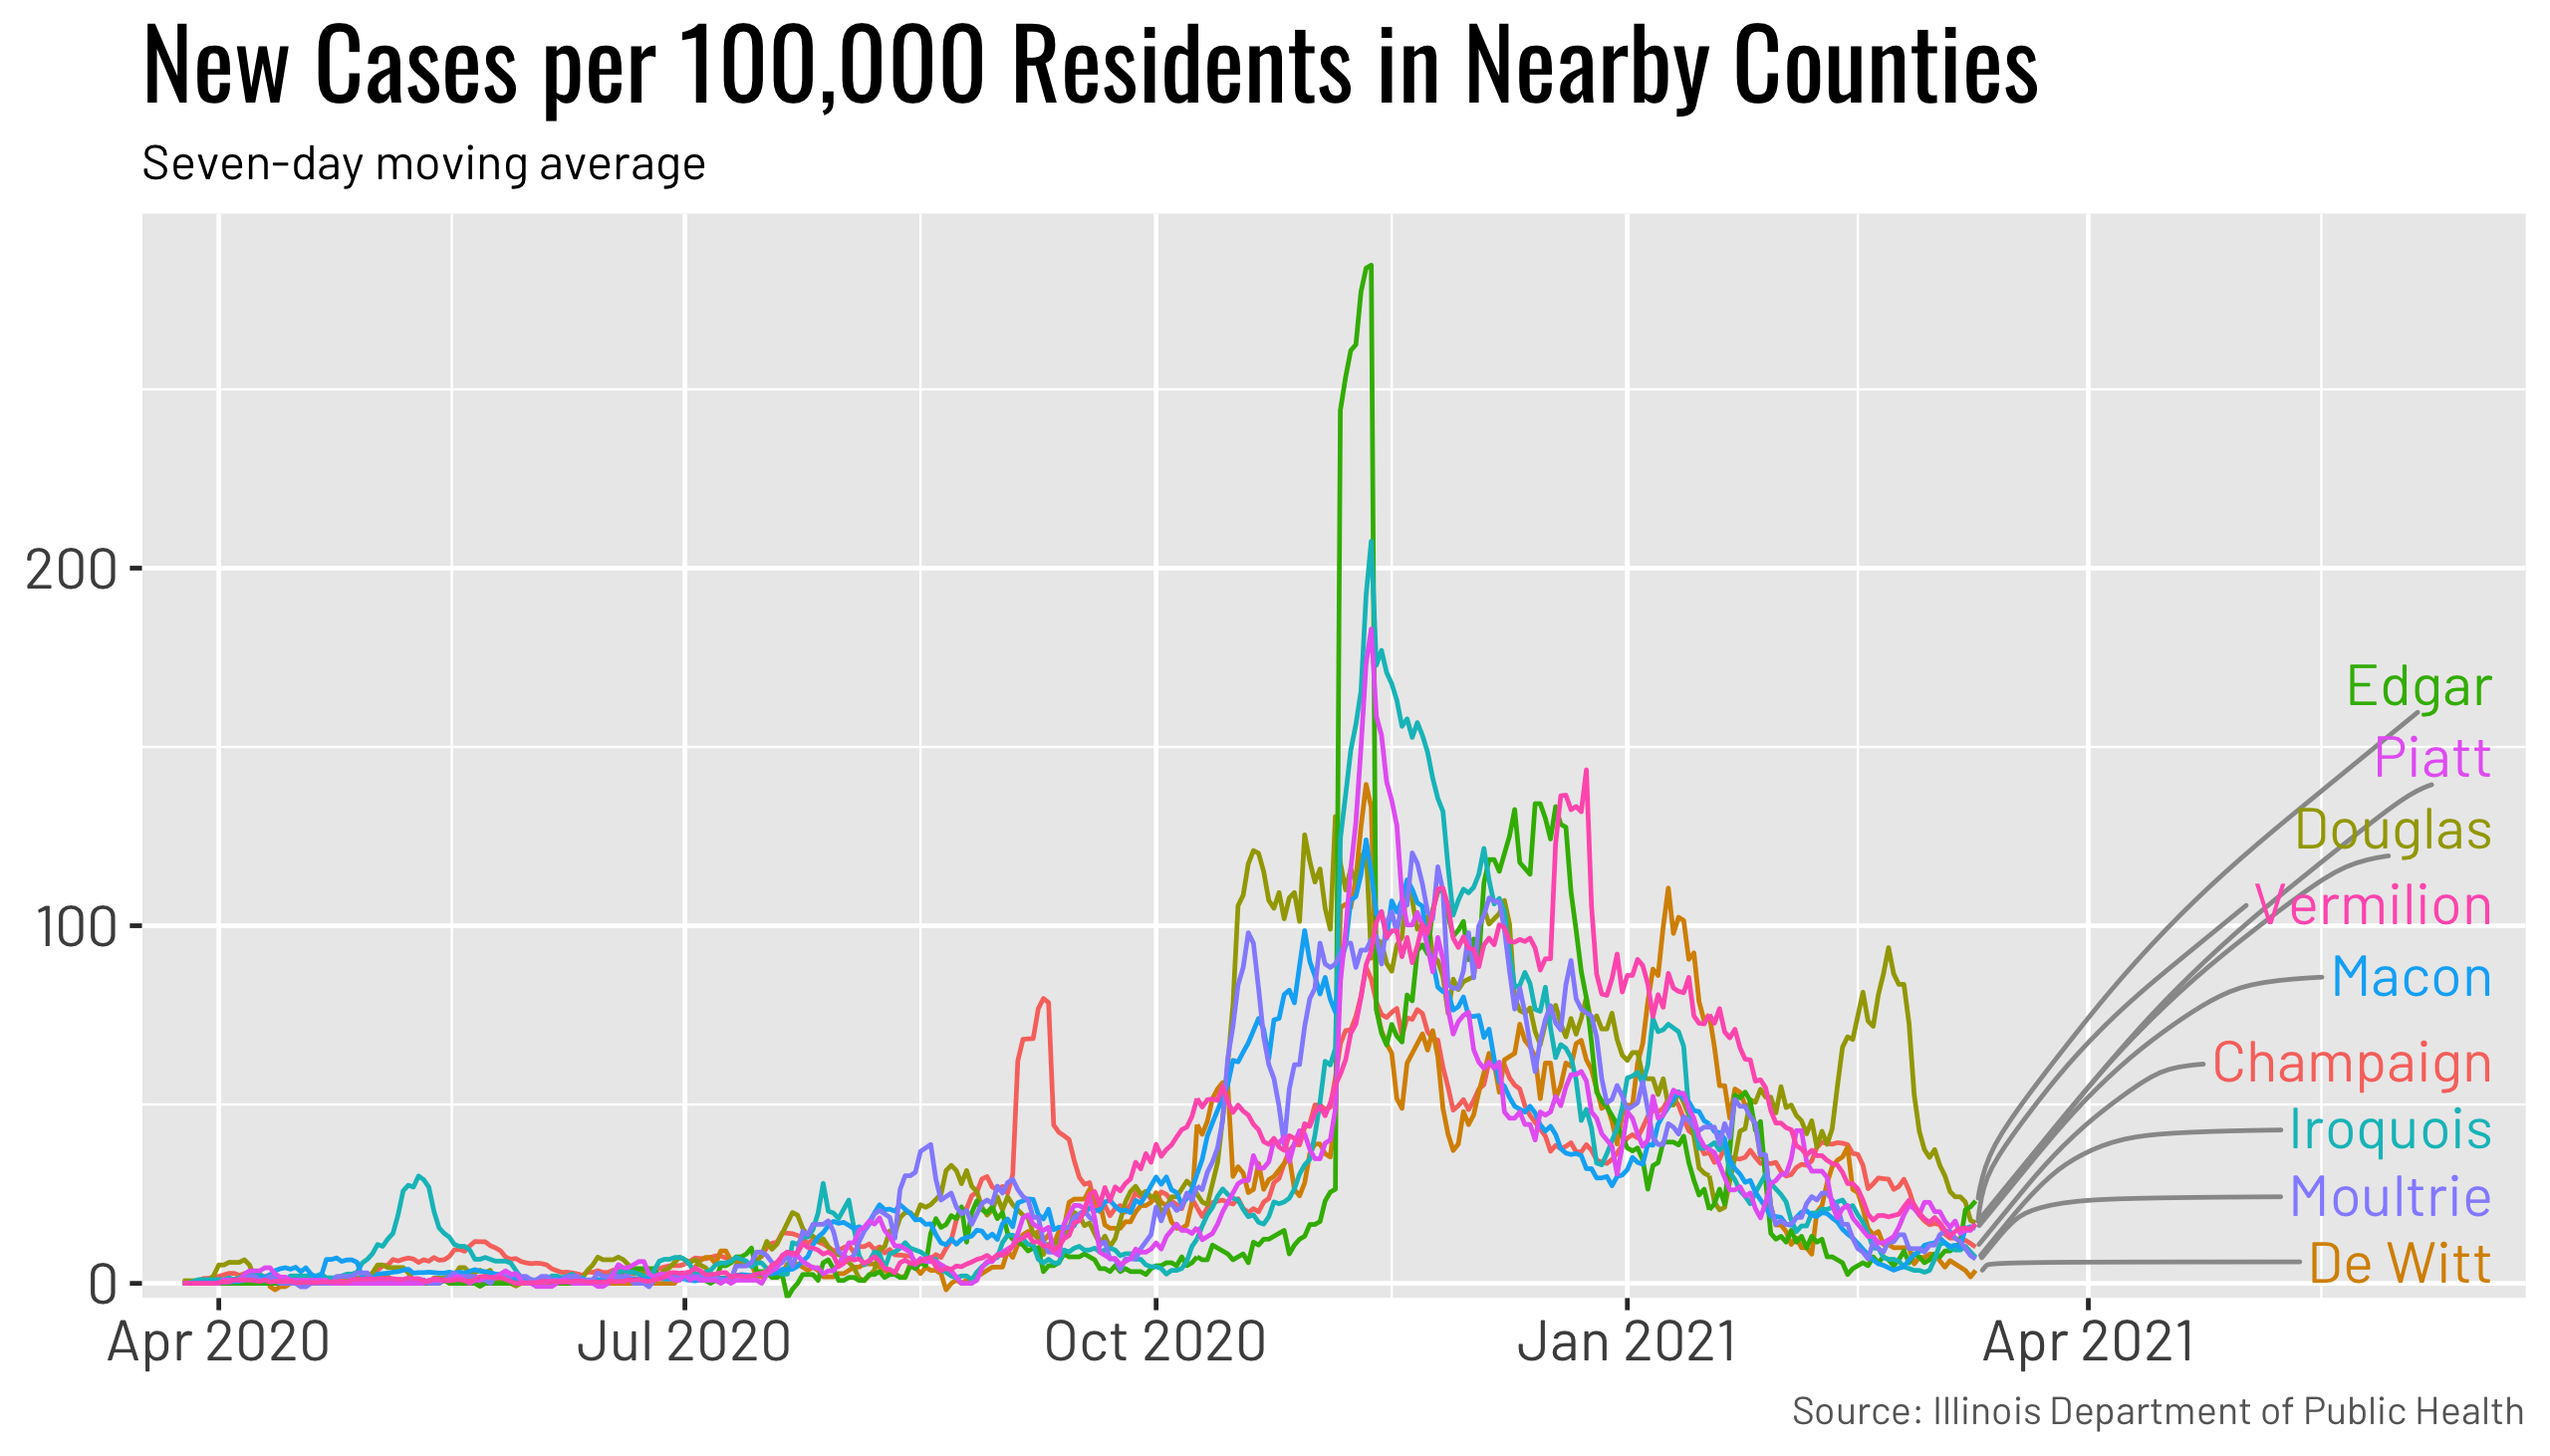 New Cases per 100,000 Residents in Nearby Counties
Seven-day moving average
200
100
0
Edgar
Piatt
Douglas
Vermilion
Macon
Champaign
Iroquois
Moultrie
De Witt
Apr 2020 Jul 2020 Oct 2020 Jan 2021 Apr 2021
Source: Illinois Department of Public Health